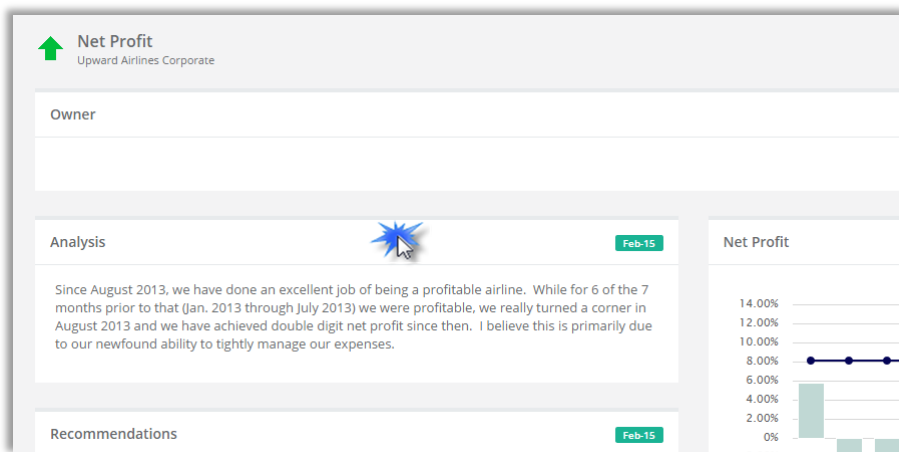 Net Profit
Upward Airlines Corporate
Owner
Analysis
Feb-15
Since August 2013, we have done an excellent job of being a profitable airline.  While for 6 of the 7
months prior to that (Jan. 2013 through July 2013) we were profitable, we really turned a corner in
August 2013 and we have achieved double digit net profit since then.  I believe this is primarily due
to our newfound ability to tightly manage our expenses.
Recommendations
Feb-15
Net Profit
14.00%
12.00%
10.00%
8.00%
6.00%
4.00%
2.00%
0%